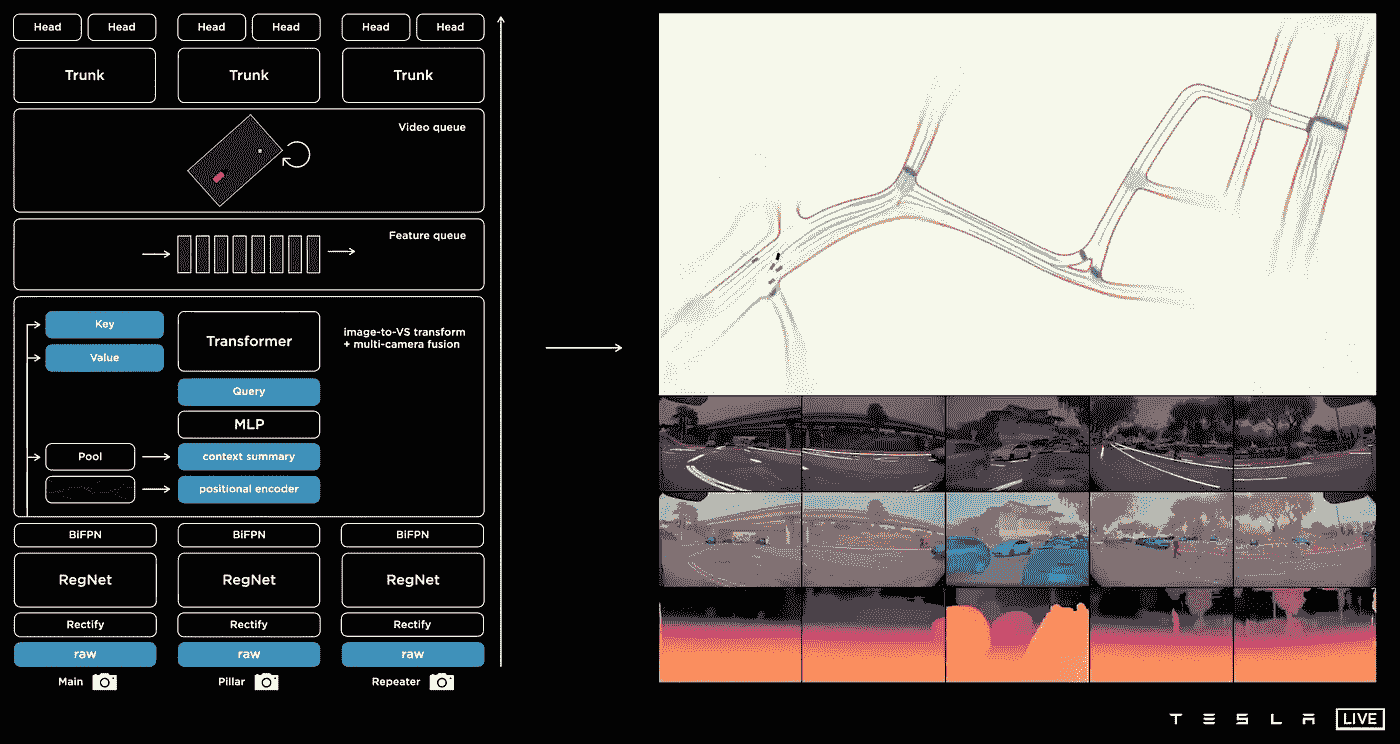 Head Head Head Head Head Head
Trunk Trunk Trunk
Video queue
Feature queue
Key
Value
Transformer
image-to-VS transform
+ multi-camera fusion
Query
MLP
Pool
context summary
positional encoder
BiFPN BiFPN BiFPN
RegNet RegNet RegNet
Rectify Rectify Rectify
raw raw raw
Main Pillar Repeater
TESLA LIVE